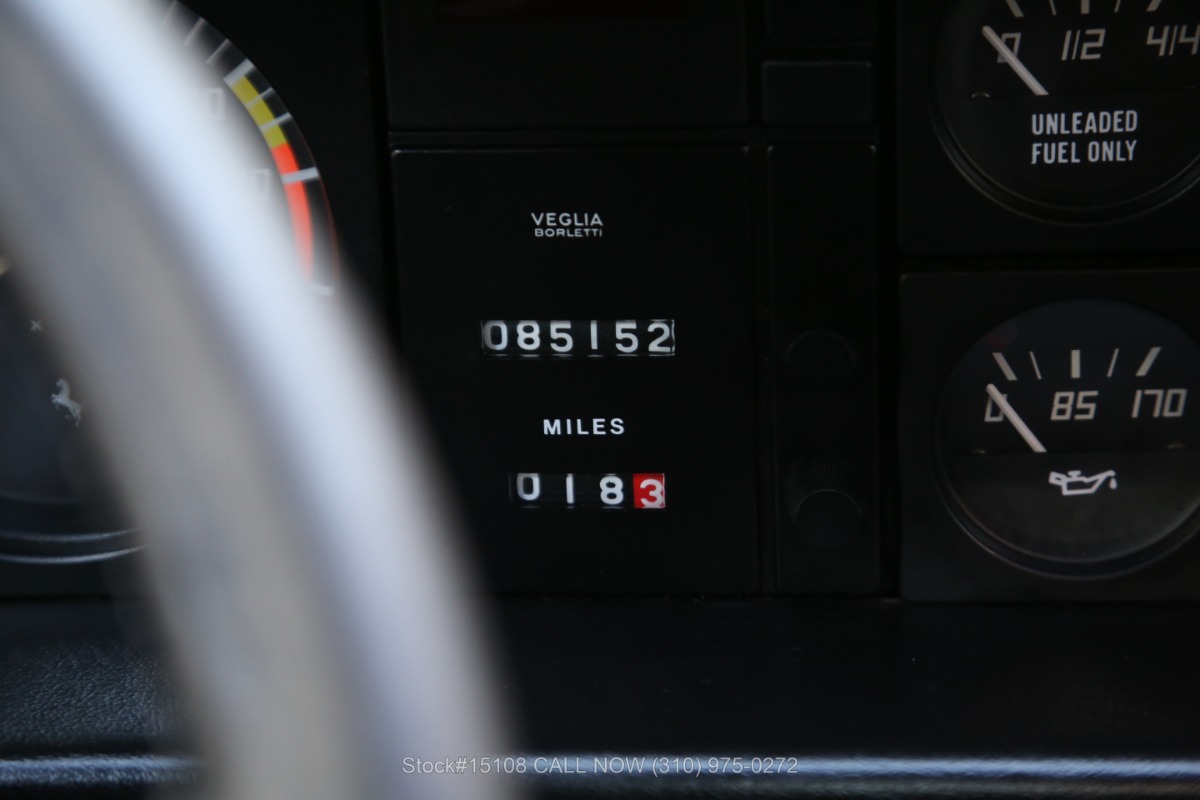 0 112 414
UNLEADED
FUEL ONLY
VEGLIA
BORLETTI
085152
MILES
0183
0 85 170
Stock#15108 CALL NOW (310) 975-0272